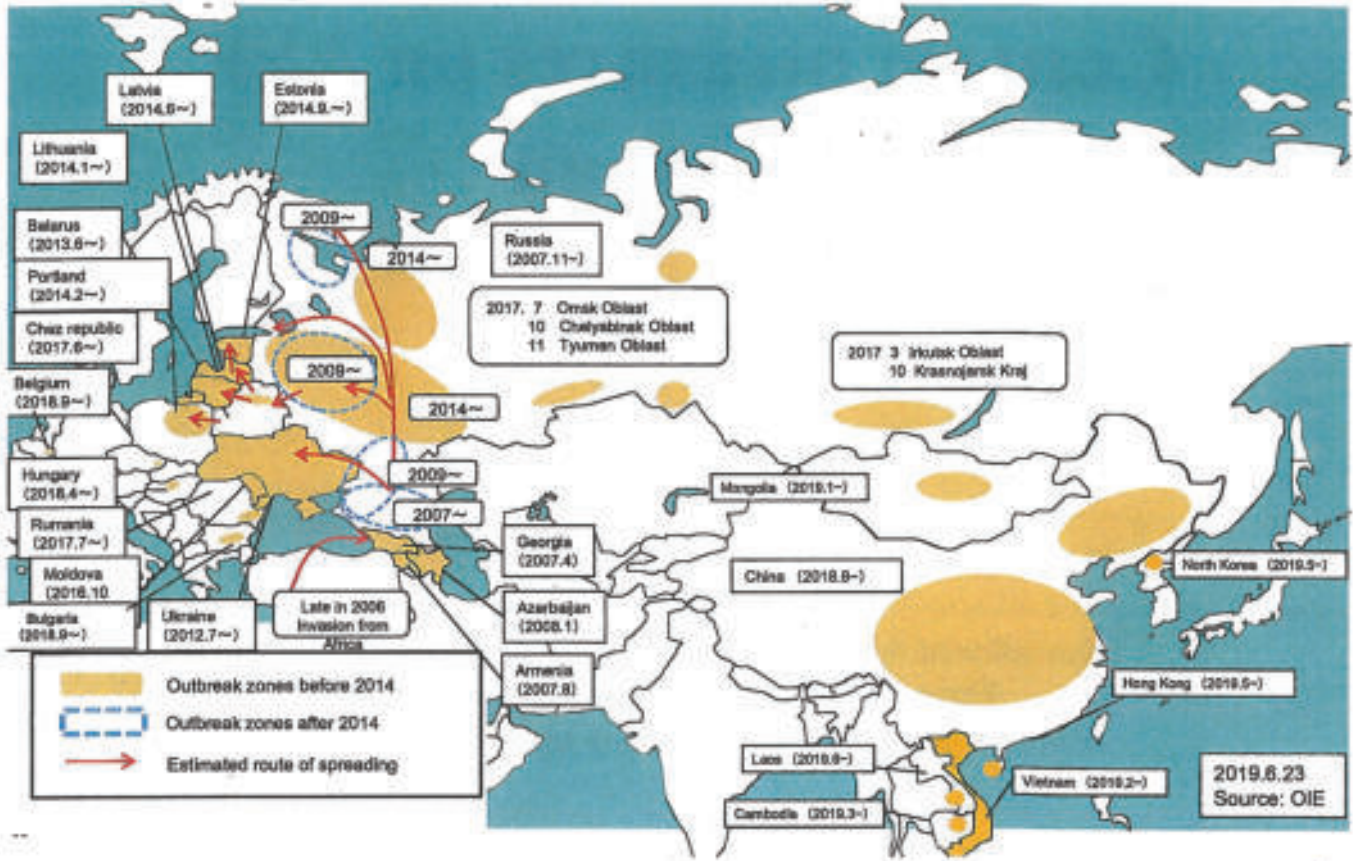 Latvia
(2014.6~)
Estonia
(2014.9.~)
Lithuania
(2014.1~)
Belarus
(2013.6~)
Portland
(2014.2~)
Chez republic
(2017.6~)
Belgium
(2018.9~)
Hungary
(2018.4~)
Rumania
(2017.7~)
Moldova
(2016.10
Bulgaria
(2018.9~)
Ukraine
(2012.7~)
Late in 2006
Invasion from
Africa
2009~
2014~
2009~
2014~
2009~
2007~
Russia
(2007.11~)
2017. 7 Omsk Oblast
10 Chelyabinsk Oblast
11 Tyumen Oblast
2017 3 Irkutsk Oblast
10 Krasnojarsk Kraj
Georgia
(2007.4)
Azerbaijan
(2008.1)
Armenia
(2007.8)
Mongolia (2019.1~)
China (2018.8~)
North Korea (2019.5~)
Hong Kong (2019.5~)
Laos (2019.6~)
Vietnam (2019.2~)
Cambodia (2019.3~)
Outbreak zones before 2014
Outbreak zones after 2014
Estimated route of spreading
2019.6.23
Source: OIE